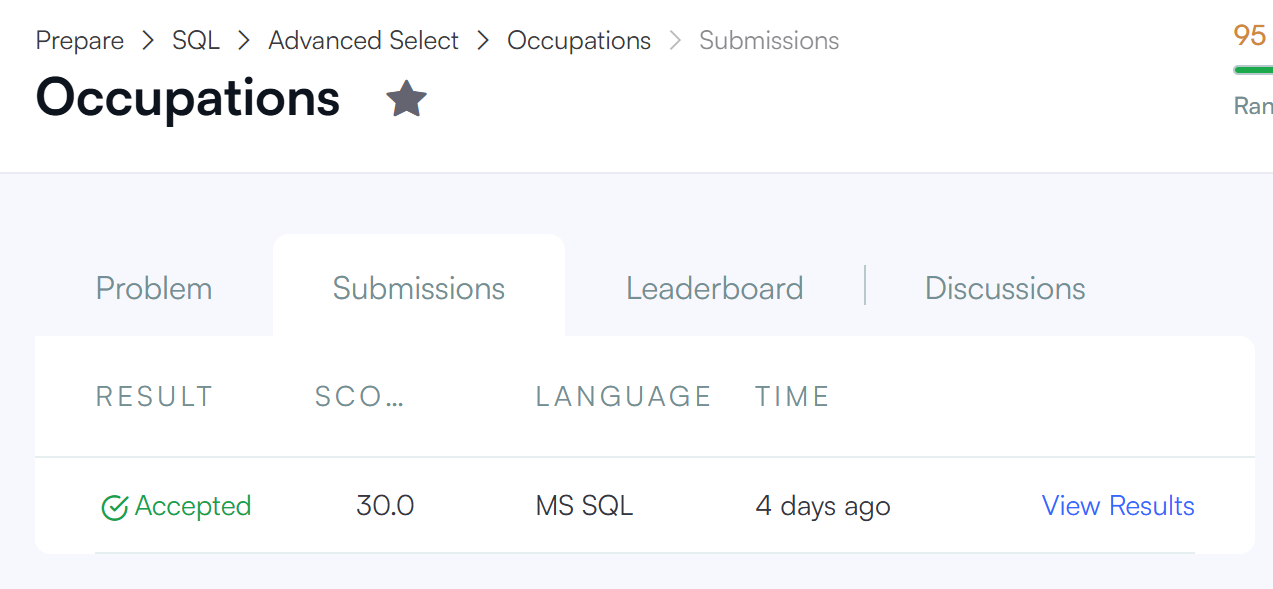 Prepare > SQL > Advanced Select > Occupations > Submissions
95
Occupations
Ran
Problem Submissions Leaderboard | Discussions
RESULT SCO... LANGUAGE TIME
Accepted 30.0 MS SQL 4 days ago View Results